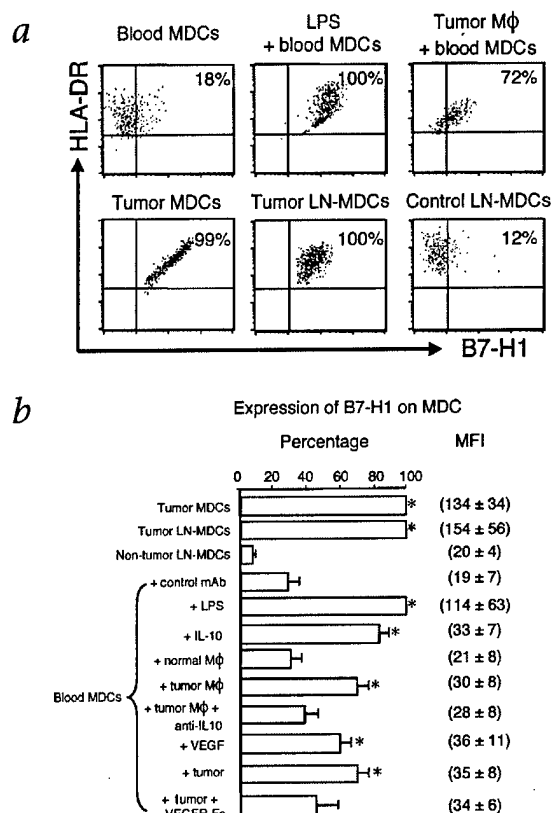 a
Blood MDCs
LPS
+ blood MDCs
Tumor Mϕ
+ blood MDCs
18%
100%
72%
HLA-DR
Tumor MDCs
Tumor LN-MDCs
Control LN-MDCs
99%
100%
12%
B7-H1
b
Expression of B7-H1 on MDC
Percentage
MFI
0 20 40 60 80 100
Tumor MDCs * (134 ± 34)
Tumor LN-MDCs * (154 ± 56)
Non-tumor LN-MDCs (20 ± 4)
+ control mAb (19 ± 7)
+ LPS * (114 ± 63)
+ IL-10 * (33 ± 7)
+ normal Mϕ (21 ± 8)
Blood MDCs
+ tumor Mϕ * (30 ± 8)
+ tumor Mϕ +
anti-IL10 (28 ± 8)
+ VEGF * (36 ± 11)
+ tumor * (35 ± 8)
+ tumor + (34 ± 6)